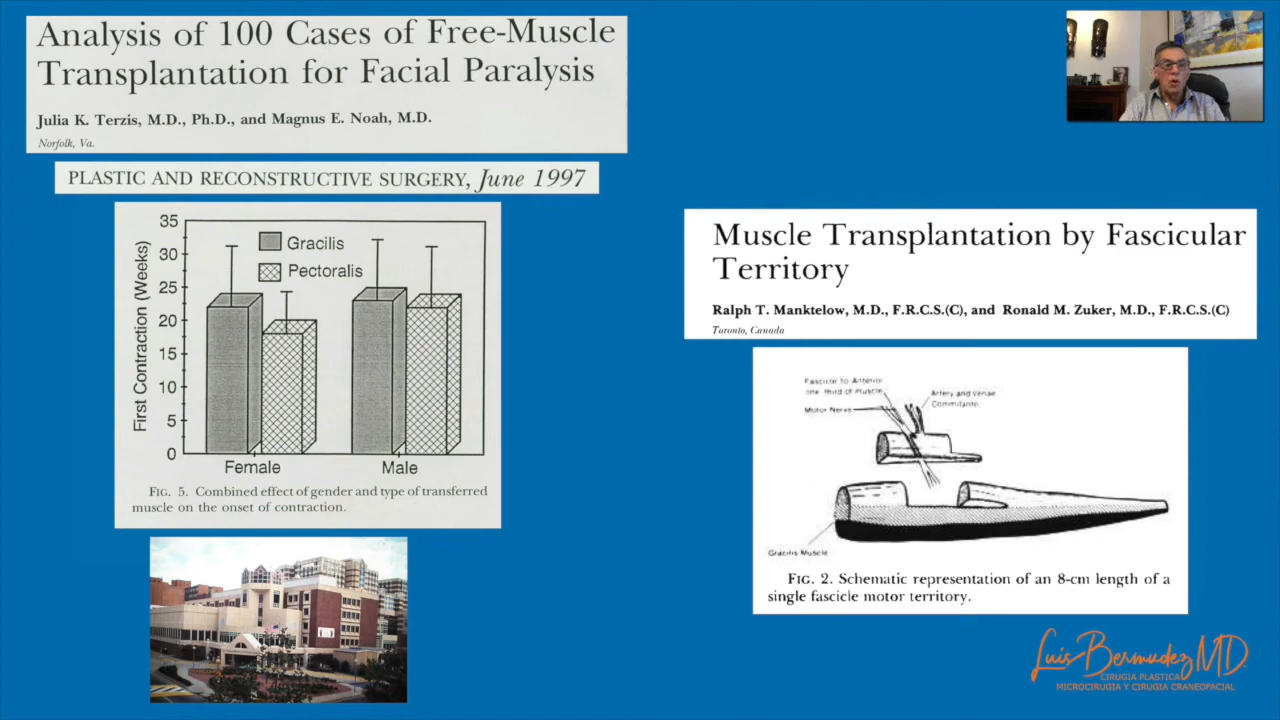 Analysis of 100 Cases of Free-Muscle
Transplantation for Facial Paralysis
Julia K. Terzis, M.D., Ph.D., and Magnus E. Noah, M.D.
Norfolk, Va.
PLASTIC AND RECONSTRUCTIVE SURGERY, June 1997
First Contraction (Weeks)
35
30
25
20
15
10
5
0
Gracilis
Pectoralis
Female
Male
FIG. 5. Combined effect of gender and type of transferred
muscle on the onset of contraction.
Muscle Transplantation by Fascicular
Territory
Ralph T. Manktelow, M.D., F.R.C.S.(C), and Ronald M. Zuker, M.D., F.R.C.S.(C)
Toronto, Canada
Fascicle to Anterior
one third of muscle
Motor Nerve
Artery and Venae
Commitante
Gracilis Muscle
FIG. 2. Schematic representation of an 8-cm length of a
single fascicle motor territory.
Luis Bermudez MD
CIRUGIA PLASTICA
MICROCIRUGIA Y CIRUGIA CRANEOFACIAL